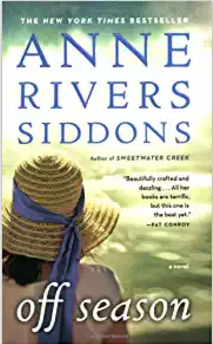 THE NEW YORK TIMES BESTSELLER
ANNE
RIVERS
SIDDONS
Author of SWEETWATER CREEK
"Beautifully crafted and
dazzling . . . All her
books are terrific,
but this one is
the best yet."
—PAT CONROY
a novel
off season